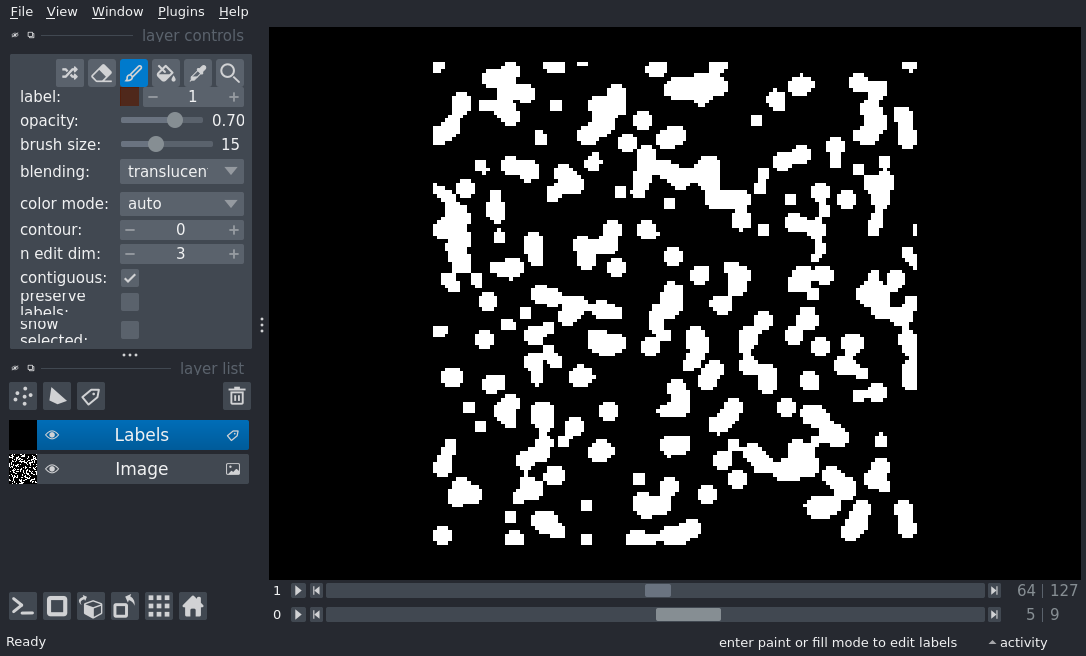 File View Window Plugins Help
layer controls
label: 1
opacity: 0.70
brush size: 15
blending: translucen
color mode: auto
contour: 0
n edit dim: 3
contiguous:
preserve
labels:
show
selected:
layer list
Labels
Image
1 64 127
0 5 9
Ready enter paint or fill mode to edit labels activity